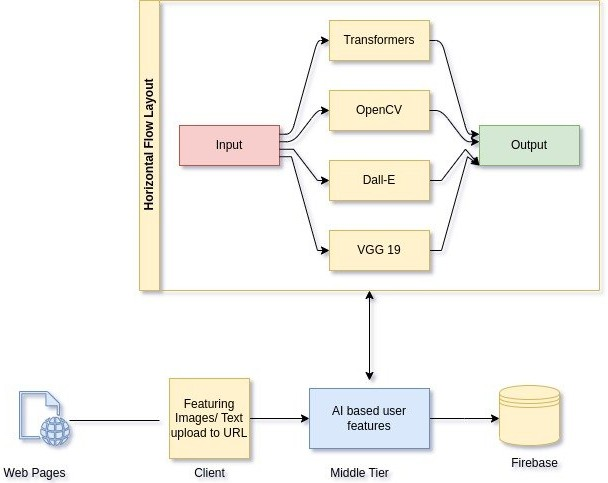 Horizontal Flow Layout
Transformers
OpenCV
Input
Output
Dall-E
VGG 19
Featuring
Images/ Text
upload to URL
AI based user
features
Web Pages
Client
Middle Tier
Firebase